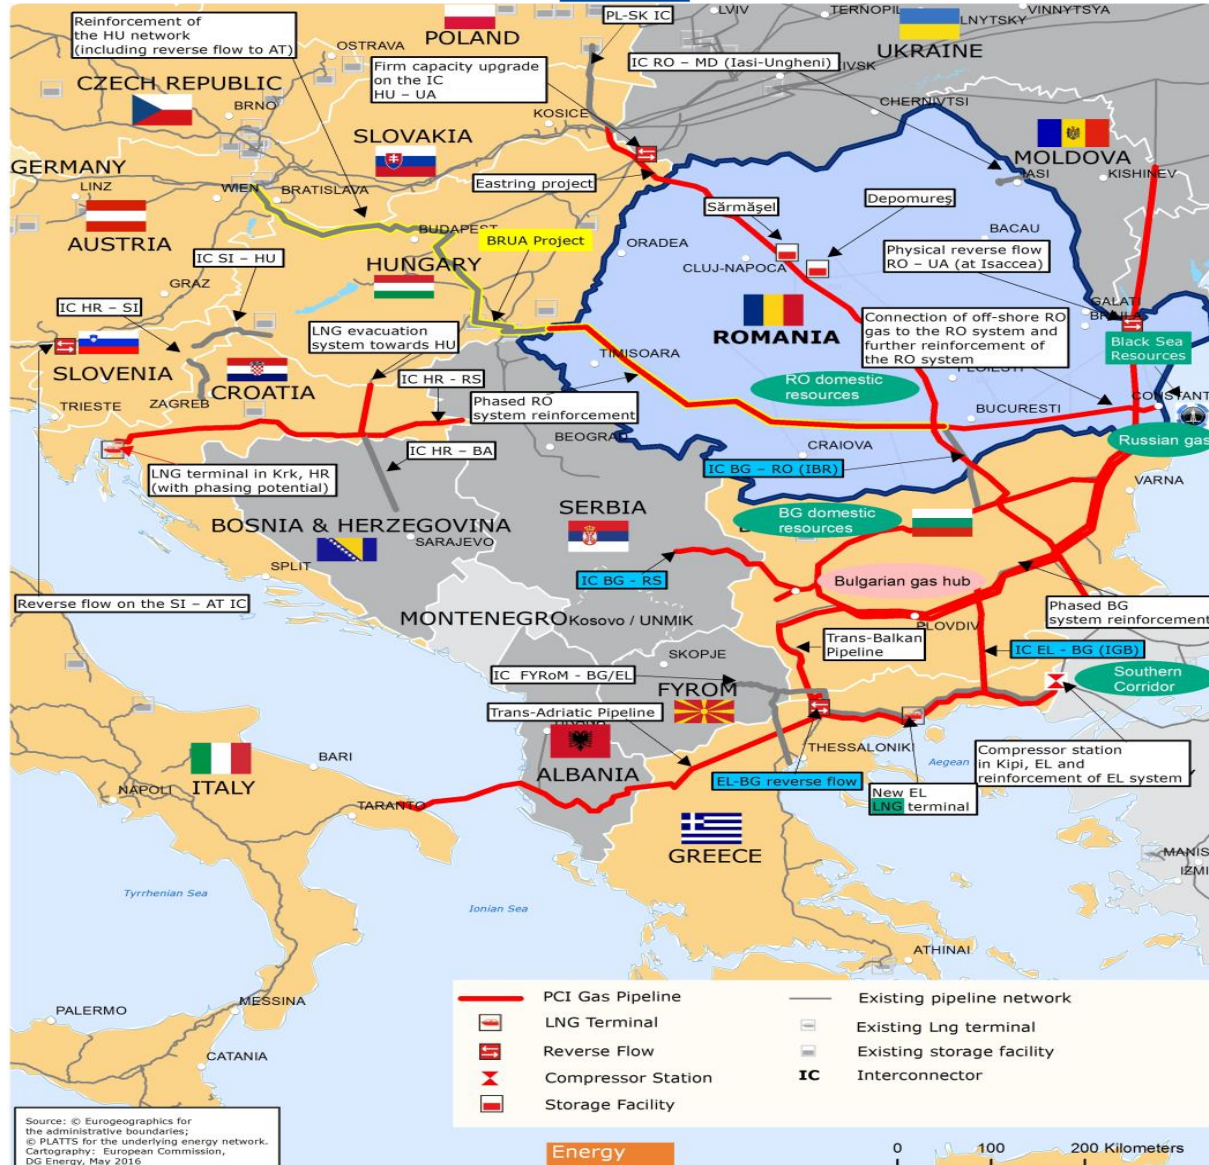 Reinforcement of
the HU network
(including reverse flow to AT)
POLAND
PL-SK IC
LVIV
TERNOPIL
LNYTSKY
VINNYTSYA
UKRAINE
OSTRAVA
Firm capacity upgrade
on the IC
HU – UA
IC RO – MD (Iasi-Ungheni)
IVSK
CZECH REPUBLIC
BRNO
KOSICE
CHERNIVTSI
SLOVAKIA
MOLDOVA
GERMANY
LINZ
WIEN
BRATISLAVA
Eastring project
IASI
KISHINEV
Sărmăşel
Depomureş
AUSTRIA
BUDAPEST
BRUA Project
ORADEA
BACAU
IC SI – HU
HUNGARY
CLUJ-NAPOCA
Physical reverse flow
RO – UA (at Isaccea)
GRAZ
IC HR – SI
LNG evacuation
system towards HU
ROMANIA
Connection of off-shore RO
gas to the RO system and
further reinforcement of
the RO system
GALATI
BRAILA
Black Sea
Resources
SLOVENIA
CROATIA
TIMISOARA
PLOIESTI
IC HR - RS
RO domestic
resources
ZAGREB
Phased RO
system reinforcement
CONSTANT
TRIESTE
BUCURESTI
BEOGRAD
CRAIOVA
Russian gas
IC HR – BA
LNG terminal in Krk, HR
(with phasing potential)
IC BG – RO (IBR)
VARNA
SERBIA
BOSNIA & HERZEGOVINA
BG domestic
resources
SARAJEVO
SPLIT
IC BG - RS
Bulgarian gas hub
Reverse flow on the SI – AT IC
MONTENEGRO
Kosovo / UNMIK
Phased BG
system reinforcement
PLOVDIV
Trans-Balkan
Pipeline
IC EL - BG (IGB)
SKOPJE
IC FYRoM - BG/EL
FYROM
Southern
Corridor
Trans-Adriatic Pipeline
TIRANA
BARI
THESSALONIKI
Compressor station
in Kipi, EL and
reinforcement of EL system
Aegean
ITALY
ALBANIA
EL-BG reverse flow
New EL
LNG terminal
NAPOLI
TARANTO
GREECE
MANIS
IZMI
Tyrrhenian Sea
Ionian Sea
ATHINAI
MESSINA
PALERMO
CATANIA
PCI Gas Pipeline
Existing pipeline network
LNG Terminal
Existing Lng terminal
Reverse Flow
Existing storage facility
Compressor Station
IC Interconnector
Storage Facility
Source: © Eurogeographics for
the administrative boundaries;
© PLATTS for the underlying energy network.
Cartography: European Commission,
DG Energy, May 2016
Energy
0 100 200 Kilometers